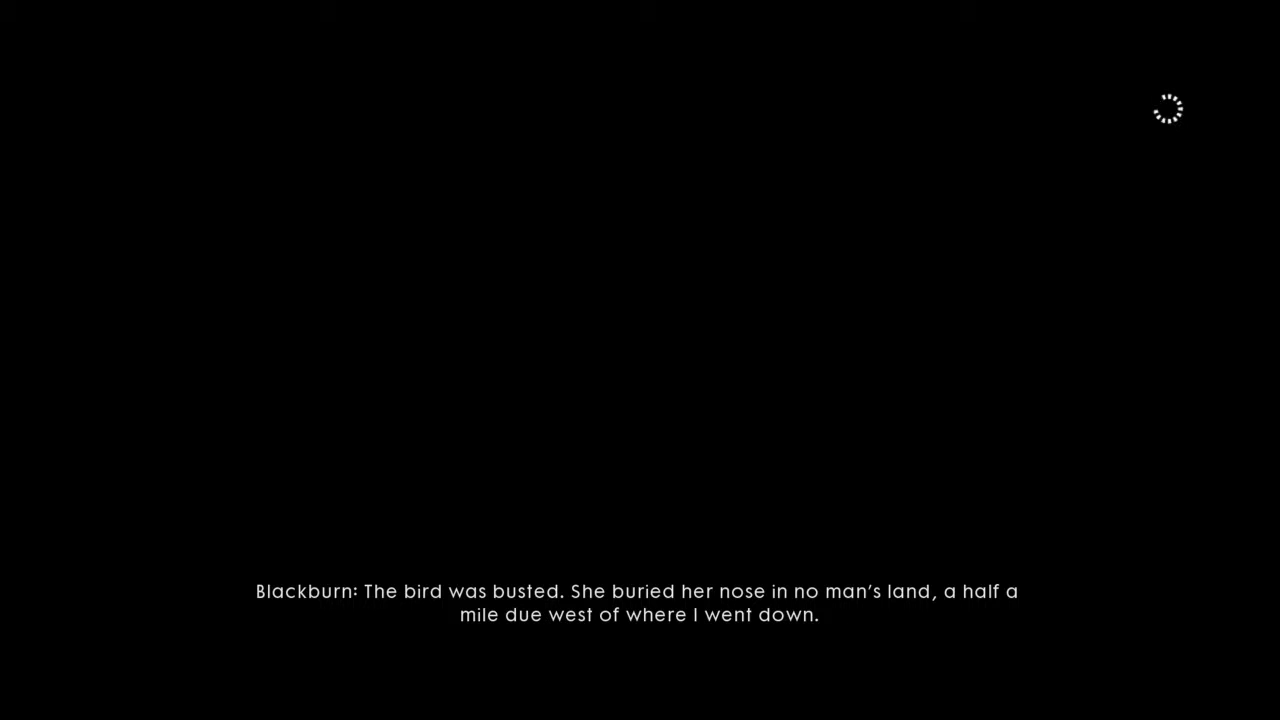 Blackburn: The bird was busted. She buried her nose in no man's land, a half a
mile due west of where I went down.